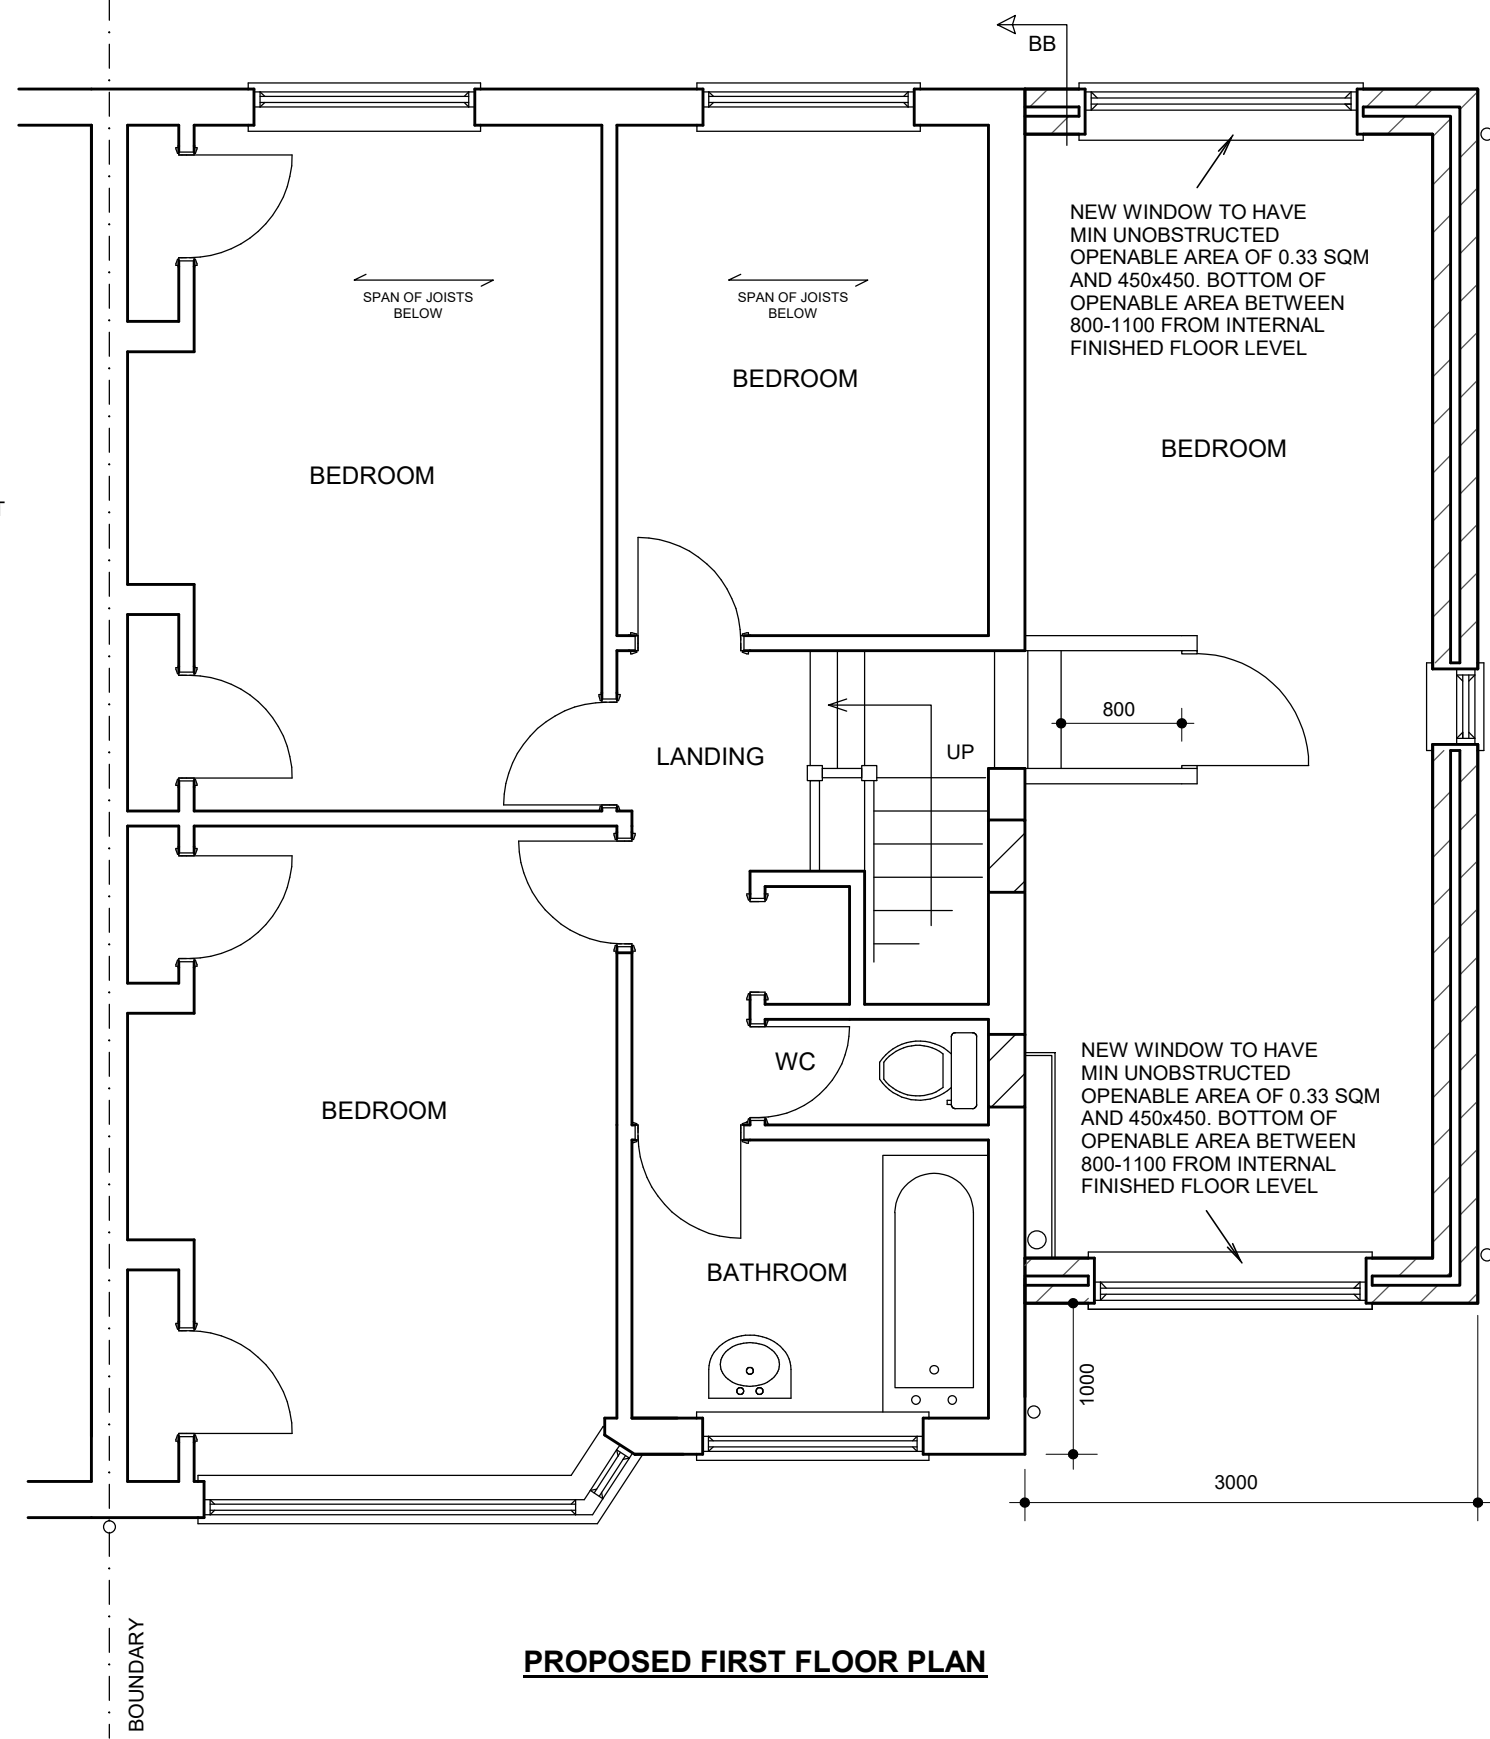 BB
NEW WINDOW TO HAVE
MIN UNOBSTRUCTED
OPENABLE AREA OF 0.33 SQM
AND 450x450. BOTTOM OF
OPENABLE AREA BETWEEN
800-1100 FROM INTERNAL
FINISHED FLOOR LEVEL
SPAN OF JOISTS
BELOW
SPAN OF JOISTS
BELOW
BEDROOM
BEDROOM
BEDROOM
800
LANDING
UP
WC
BEDROOM
NEW WINDOW TO HAVE
MIN UNOBSTRUCTED
OPENABLE AREA OF 0.33 SQM
AND 450x450. BOTTOM OF
OPENABLE AREA BETWEEN
800-1100 FROM INTERNAL
FINISHED FLOOR LEVEL
BATHROOM
1000
3000
BOUNDARY
PROPOSED FIRST FLOOR PLAN